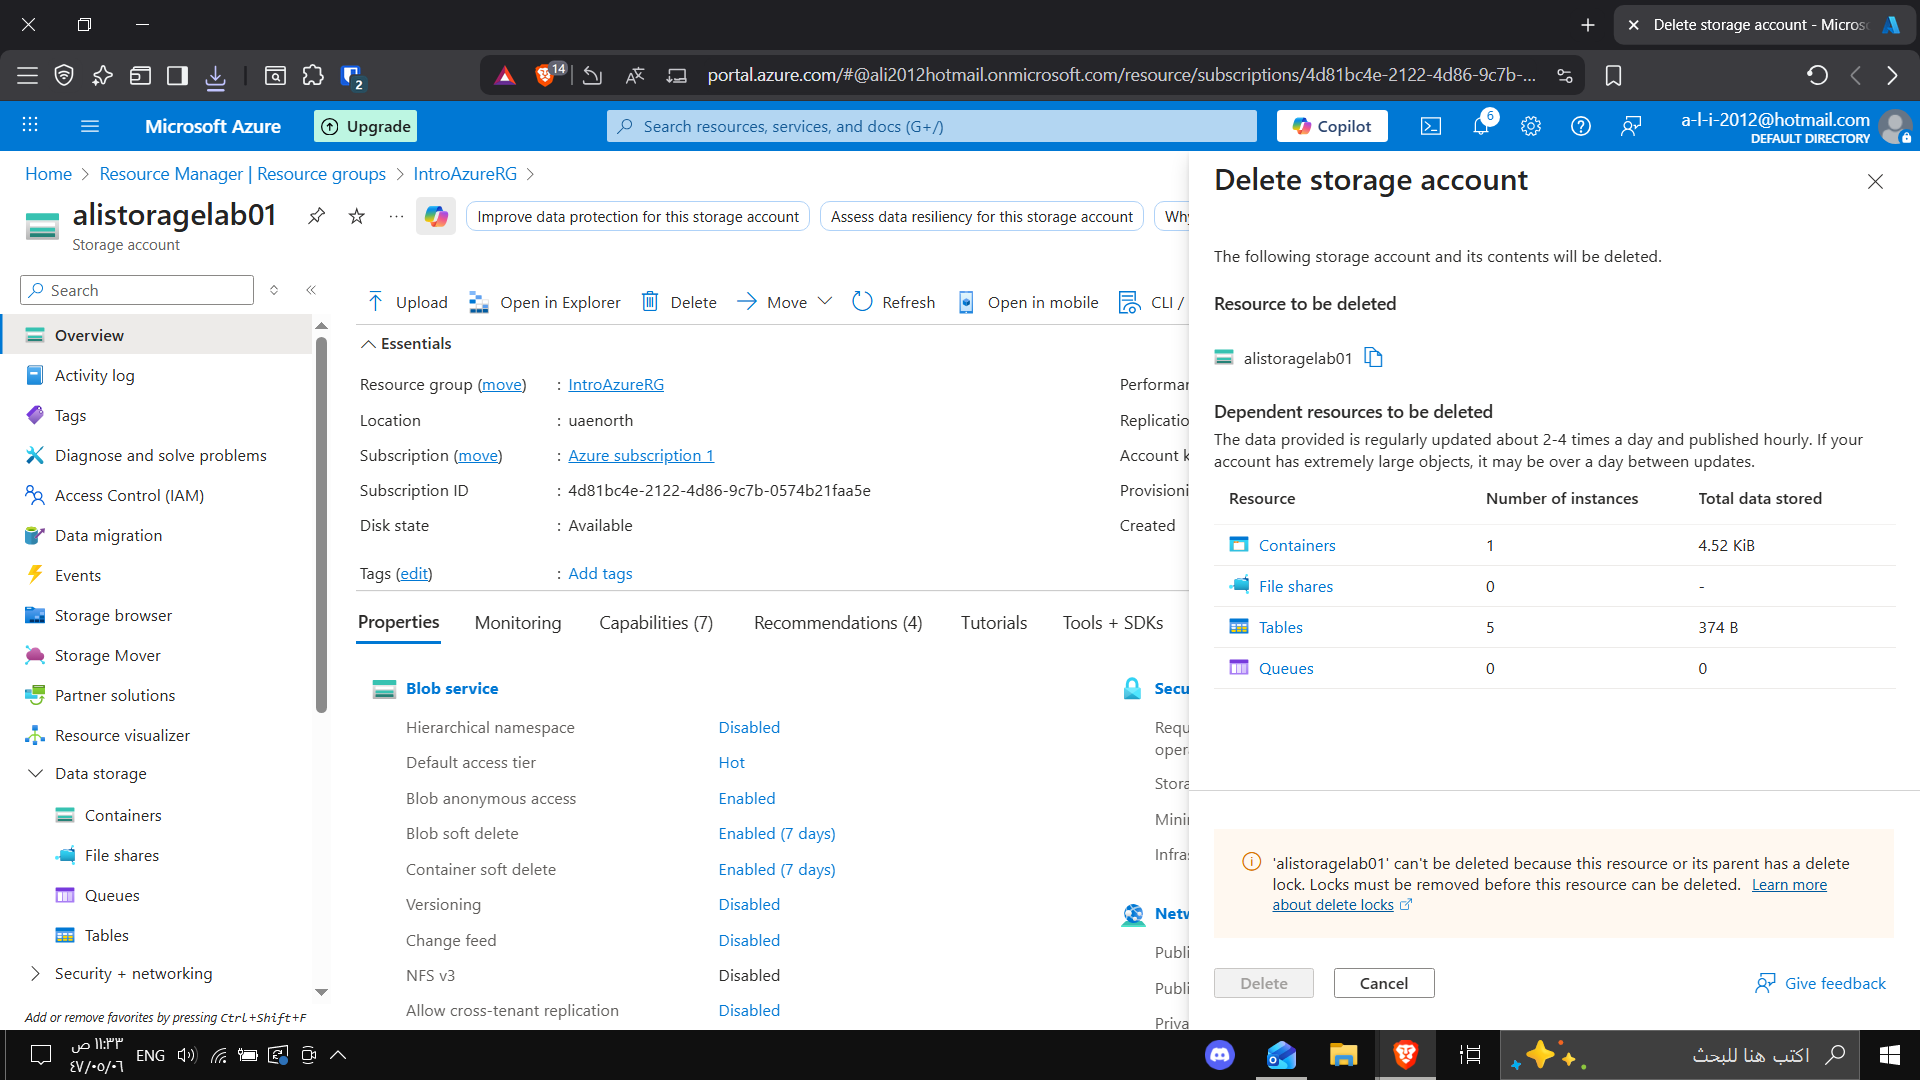 Delete storage account - Micros
2
14
portal.azure.com/#@ali2012hotmail.onmicrosoft.com/resource/subscriptions/4d81bc4e-2122-4d86-9c7b-...
Microsoft Azure
Upgrade
Search resources, services, and docs (G+/)
Copilot
6
a-l-i-2012@hotmail.com
DEFAULT DIRECTORY
Home > Resource Manager | Resource groups > IntroAzureRG >
alistoragelab01
Storage account
Improve data protection for this storage account
Assess data resiliency for this storage account
Why
Search
Overview
Activity log
Tags
Diagnose and solve problems
Access Control (IAM)
Data migration
Events
Storage browser
Storage Mover
Partner solutions
Resource visualizer
Data storage
Containers
File shares
Queues
Tables
Security + networking
Add or remove favorites by pressing Ctrl+Shift+F
Upload
Open in Explorer
Delete
Move
Refresh
Open in mobile
CLI /
Essentials
Resource group (move) : IntroAzureRG
Location : uaenorth
Subscription (move) : Azure subscription 1
Subscription ID : 4d81bc4e-2122-4d86-9c7b-0574b21faa5e
Disk state : Available
Tags (edit) : Add tags
Performar
Replicatio
Account k
Provisioni
Created
Properties
Monitoring
Capabilities (7)
Recommendations (4)
Tutorials
Tools + SDKs
Blob service
Hierarchical namespace Disabled
Default access tier Hot
Blob anonymous access Enabled
Blob soft delete Enabled (7 days)
Container soft delete Enabled (7 days)
Versioning Disabled
Change feed Disabled
NFS v3 Disabled
Allow cross-tenant replication Disabled
Secu
Requ
oper
Stora
Mini
Infras
Netw
Publi
Publi
Priva
Delete storage account
The following storage account and its contents will be deleted.
Resource to be deleted
alistoragelab01
Dependent resources to be deleted
The data provided is regularly updated about 2-4 times a day and published hourly. If your
account has extremely large objects, it may be over a day between updates.
Resource Number of instances Total data stored
Containers 1 4.52 KiB
File shares 0 -
Tables 5 374 B
Queues 0 0
'alistoragelab01' can't be deleted because this resource or its parent has a delete
lock. Locks must be removed before this resource can be deleted. Learn more
about delete locks
Delete
Cancel
Give feedback
١١:٣٣ ص
٤٧/٠٥/٠٦
ENG
اكتب هنا للبحث